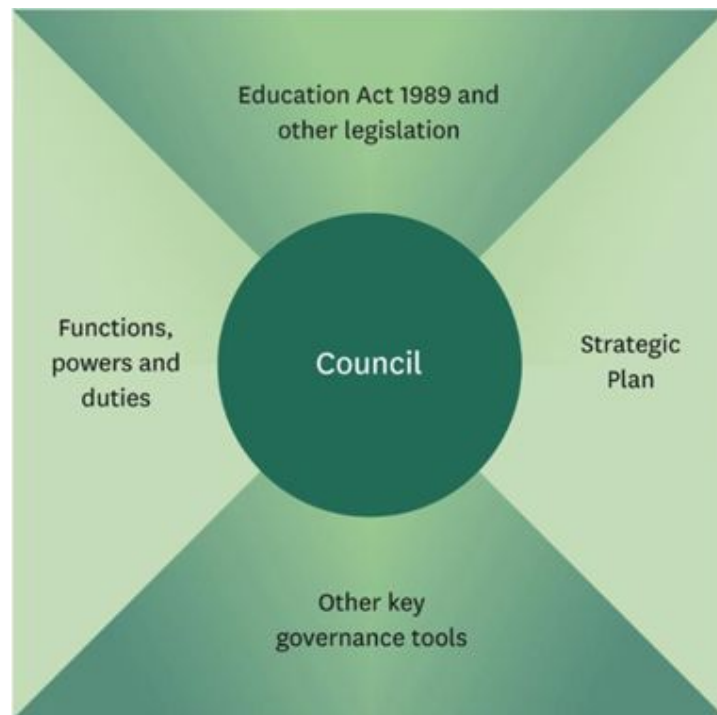 Education Act 1989 and
other legislation
Functions,
powers and
duties
Council
Strategic
Plan
Other key
governance tools